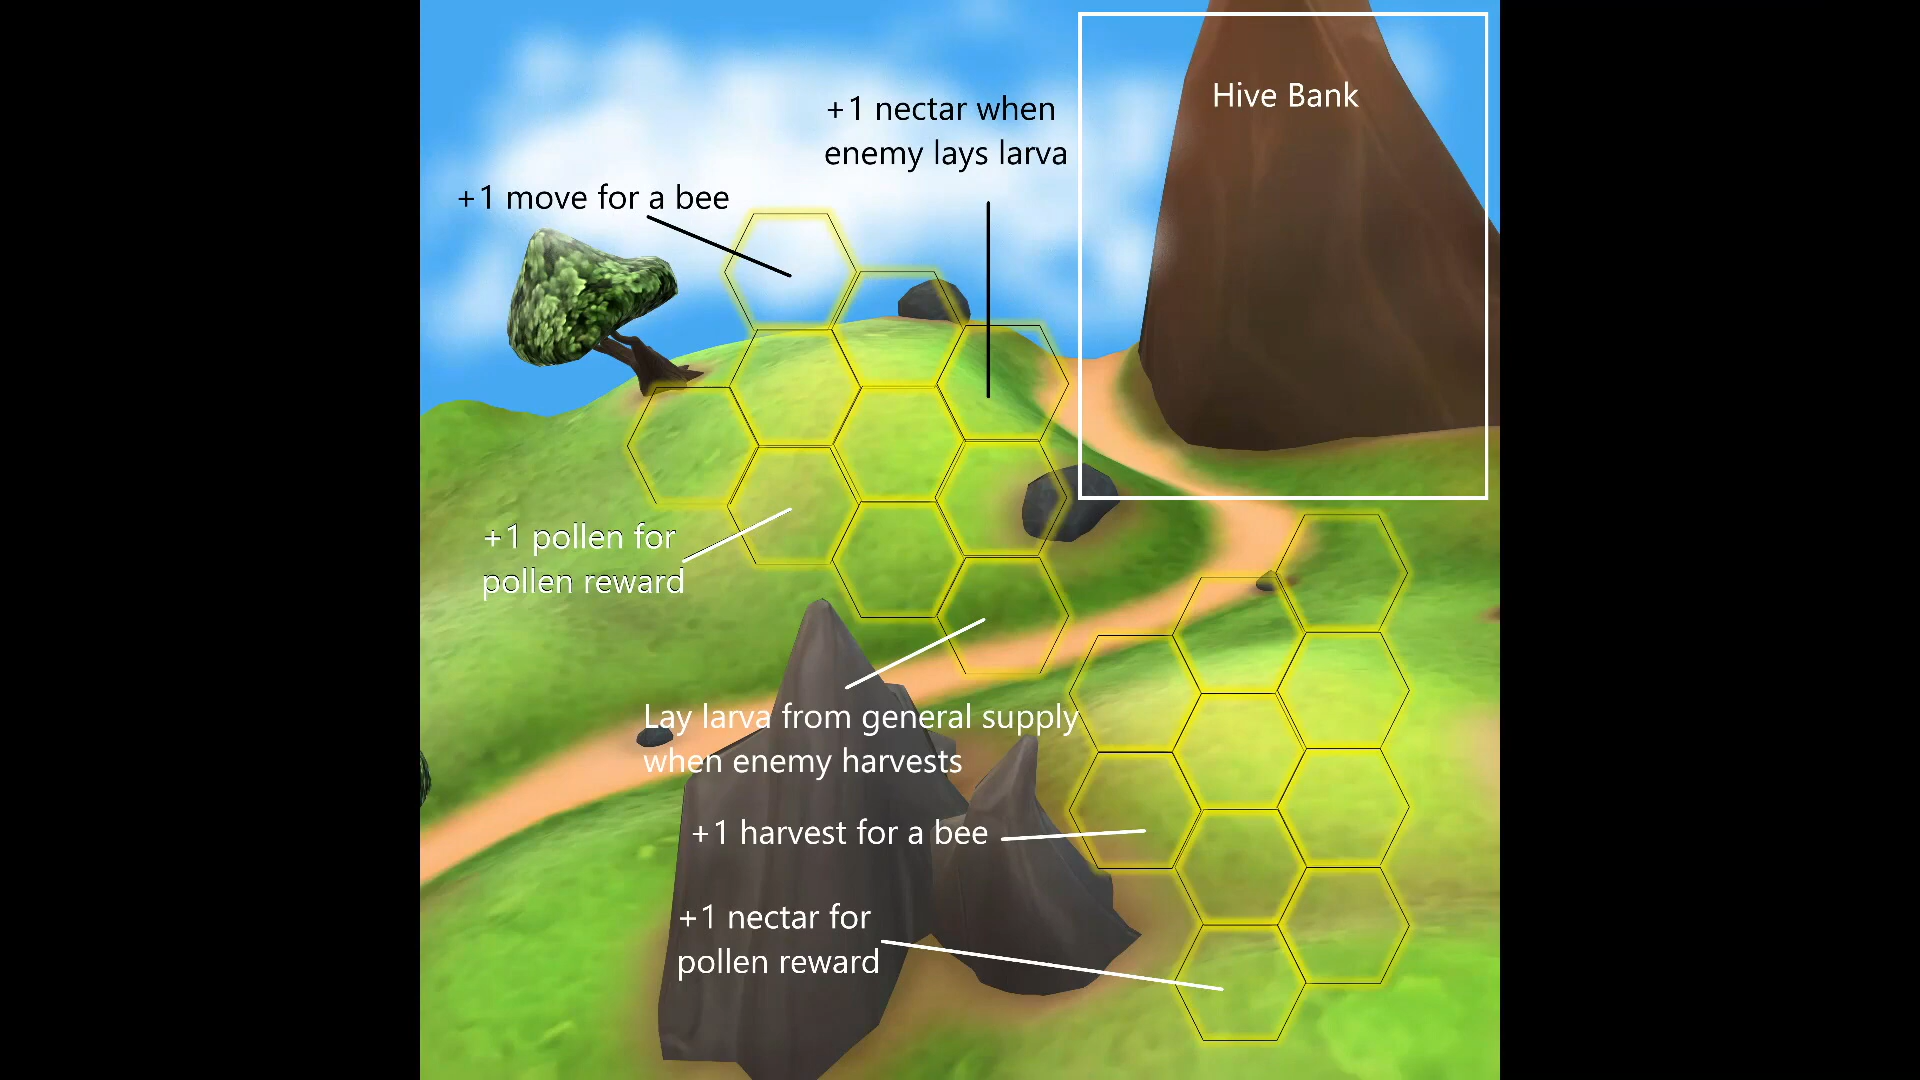 Hive Bank
+1 nectar when
enemy lays larva
+1 move for a bee
+1 pollen for
pollen reward
Lay larva from general supply
when enemy harvests
+1 harvest for a bee
+1 nectar for
pollen reward